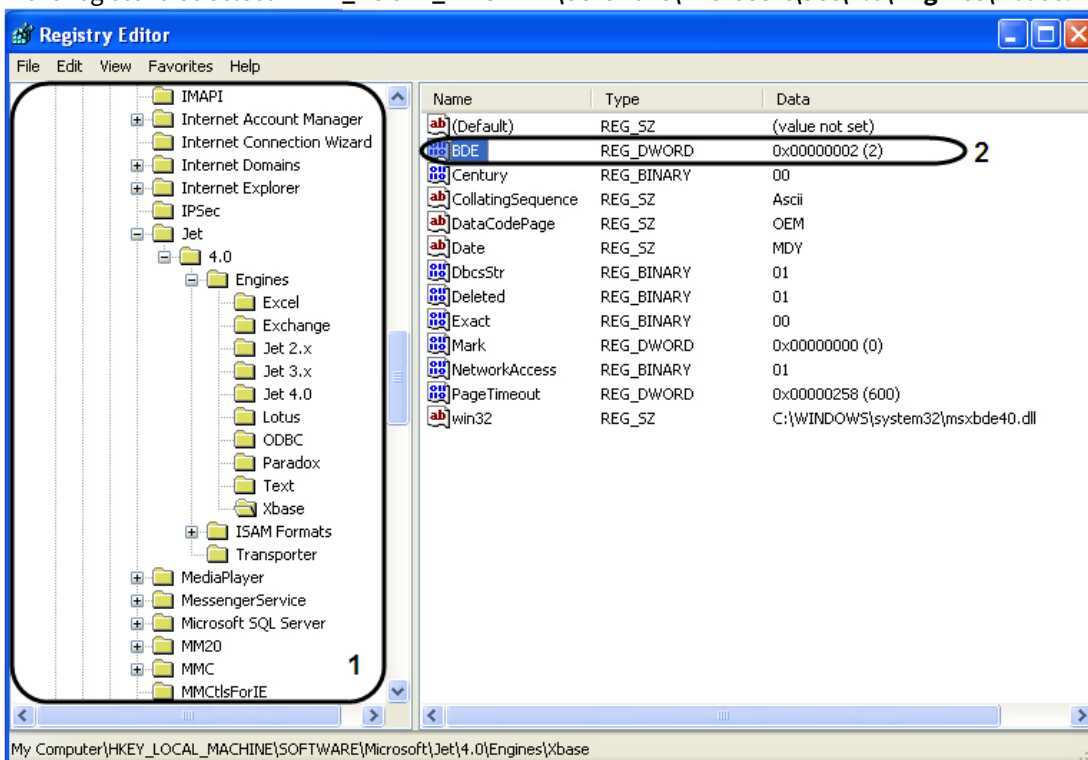 Registry Editor
File Edit View Favorites Help
IMAPI
Internet Account Manager
Internet Connection Wizard
Internet Domains
Internet Explorer
IPSec
Jet
4.0
Engines
Excel
Exchange
Jet 2.x
Jet 3.x
Jet 4.0
Lotus
ODBC
Paradox
Text
Xbase
ISAM Formats
Transporter
MediaPlayer
MessengerService
Microsoft SQL Server
MM20
MMC
MMCtlsForIE
1
Name Type Data
(Default) REG_SZ (value not set)
BDE REG_DWORD 0x00000002 (2)
2
Century REG_BINARY 00
CollatingSequence REG_SZ Ascii
DataCodePage REG_SZ OEM
Date REG_SZ MDY
DbcsStr REG_BINARY 01
Deleted REG_BINARY 01
Exact REG_BINARY 00
Mark REG_DWORD 0x00000000 (0)
NetworkAccess REG_BINARY 01
PageTimeout REG_DWORD 0x00000258 (600)
win32 REG_SZ C:\WINDOWS\system32\msxbde40.dll
My Computer\HKEY_LOCAL_MACHINE\SOFTWARE\Microsoft\Jet\4.0\Engines\Xbase